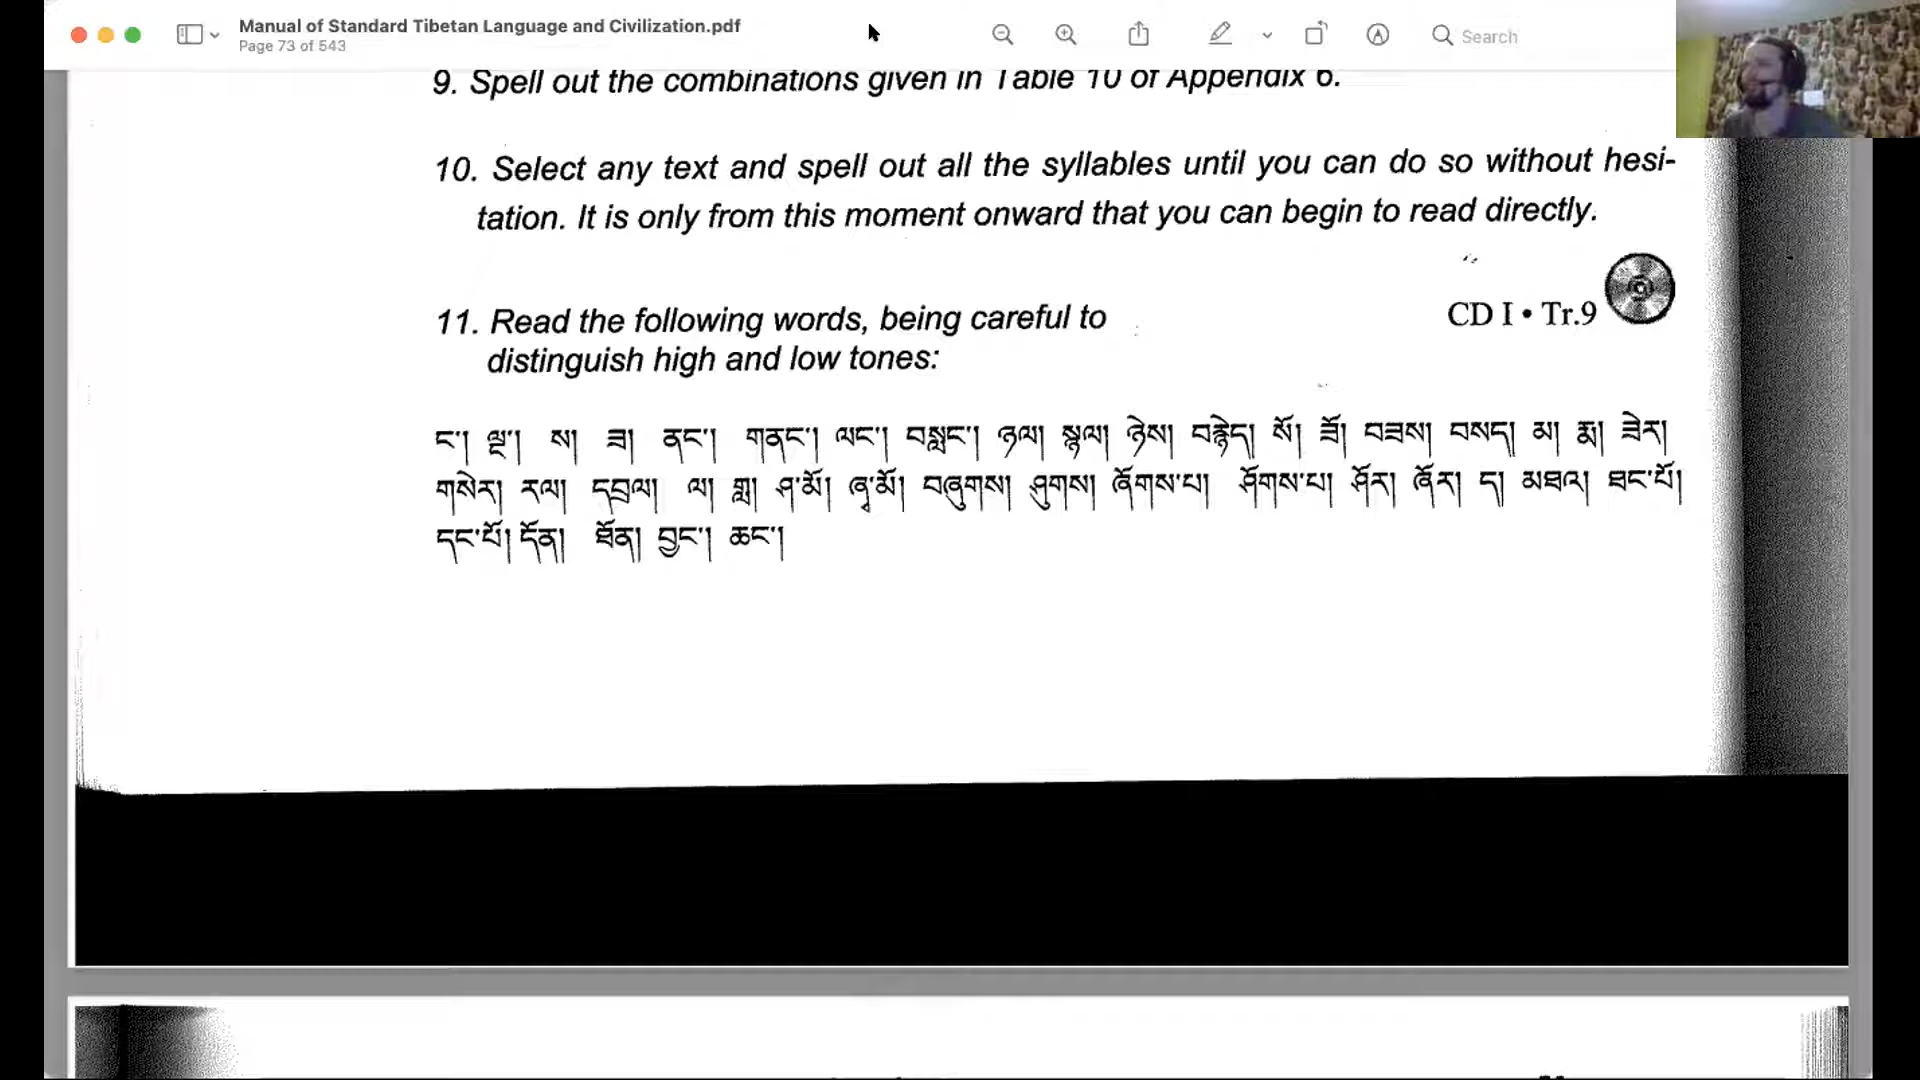 Manual of Standard Tibetan Language and Civilization.pdf
Page 73 of 543
Search
9. Spell out the combinations given in Table 10 of Appendix 6.
10. Select any text and spell out all the syllables until you can do so without hesi-
tation. It is only from this moment onward that you can begin to read directly.
CD I • Tr.9
11. Read the following words, being careful to
distinguish high and low tones:
ང་། ལྔ་། ས། ཟ། ནང་། གནང་། ལང་། བསླང་། ཉལ། སྙལ། ཉེས། བརྙེད། སོ། ཟོ། བཟས། བསད། མ། རྨ། ཟེར།
གསེར། རལ། དབྲལ། ལ། གླ། ཤ་མོ། ཞྭ་མོ། བཞུགས། ཤུགས། ཞོགས་པ། ཤོགས་པ། ཤོར། ཞོར། ད། མཐའ། ཐང་པོ།
དང་པོ། དོན། ཐོན། བྱང་། ཆང་།